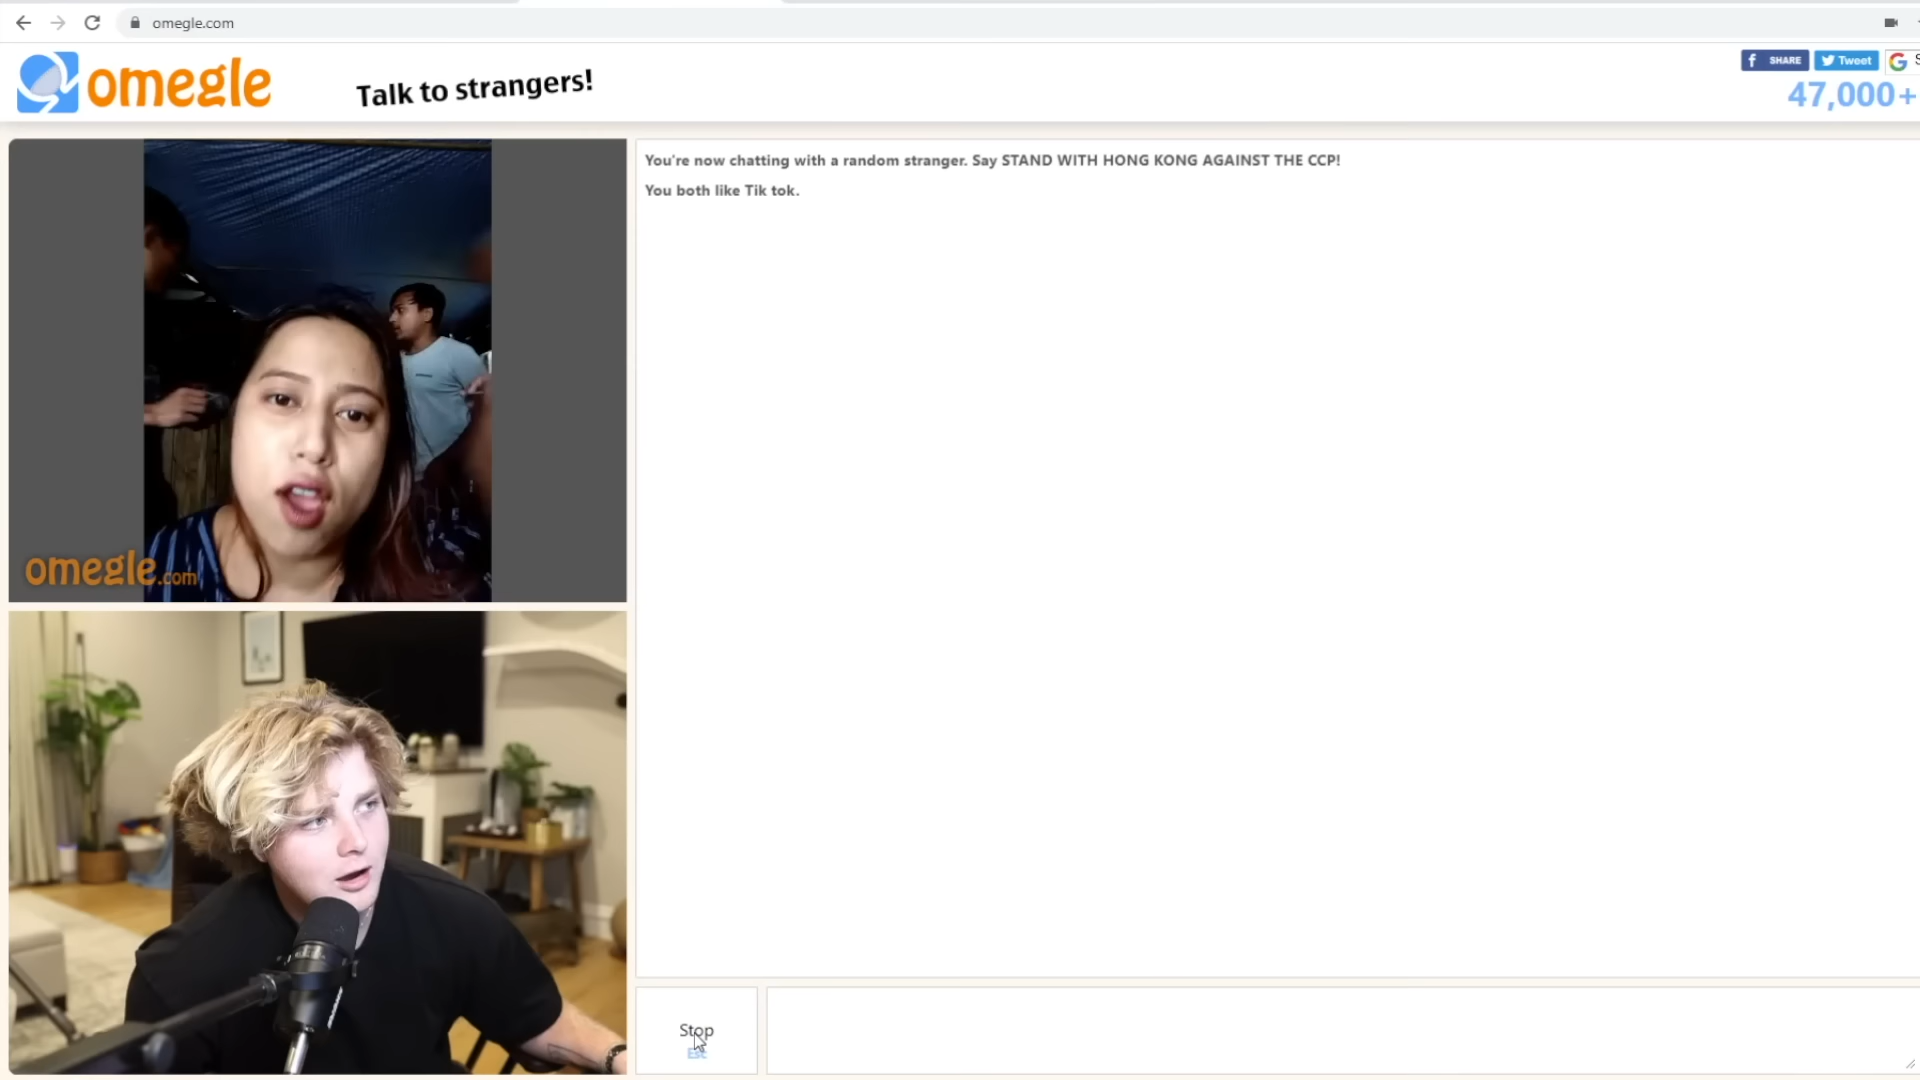 omegle.com
omegle
Talk to strangers!
SHARE
Tweet
S
47,000+
You're now chatting with a random stranger. Say STAND WITH HONG KONG AGAINST THE CCP!
You both like Tik tok.
omegle.com
Stop
Esc